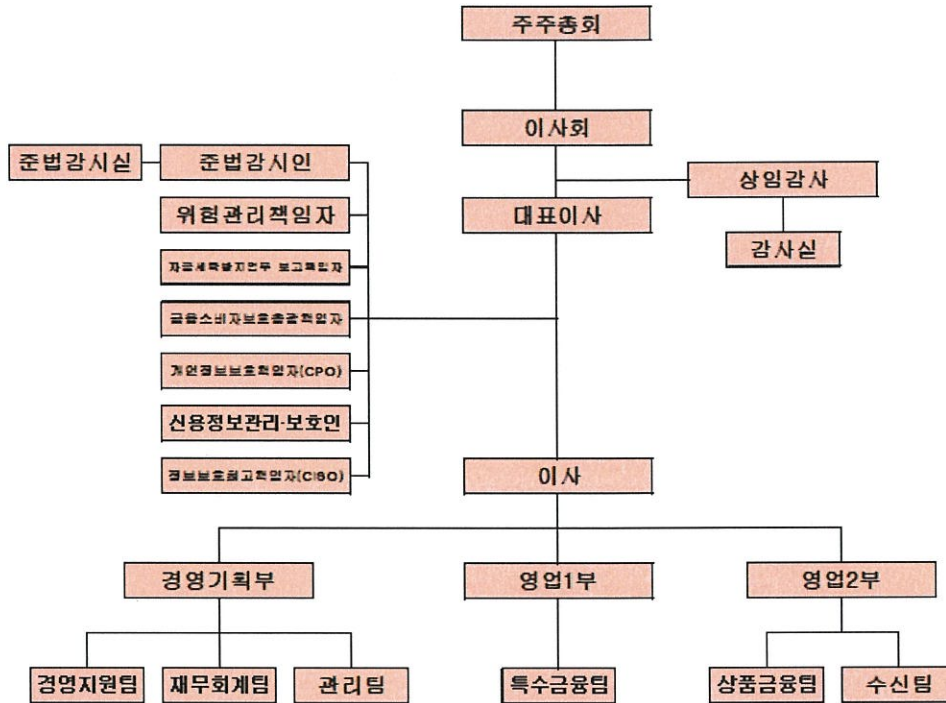 주주총회
이사회
준법감시실
준법감시인
상임감사
위험관리책임자
대표이사
감사실
자금세탁방지업무 보고책임자
금융소비자보호총괄책임자
개인정보보호책임자(CPO)
신용정보관리·보호인
정보보호최고책임자(CISO)
이사
경영기획부
영업1부
영업2부
경영지원팀
재무회계팀
관리팀
특수금융팀
상품금융팀
수신팀